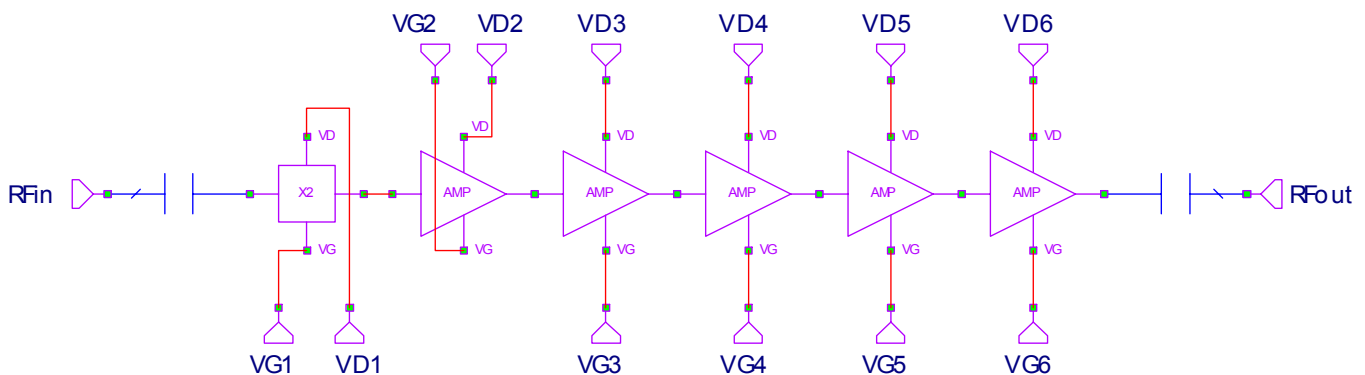 VG2 VD2 VD3 VD4 VD5 VD6
VD VD VD VD VD VD
RFin X2 AMP AMP AMP AMP AMP RFout
VG VG VG VG VG VG
VG1 VD1 VG3 VG4 VG5 VG6